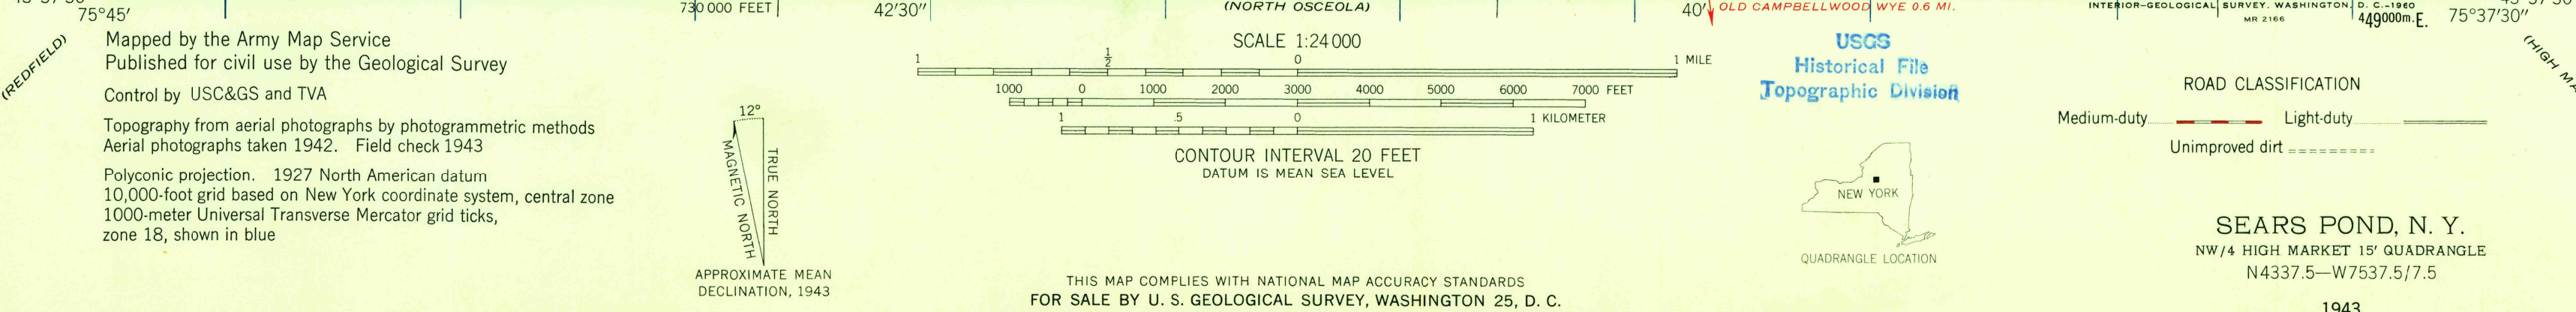 75°45′
730 000 FEET
42′30″
(NORTH OSCEOLA)
40′
OLD CAMPBELLWOOD WYE 0.6 MI.
INTERIOR–GEOLOGICAL SURVEY, WASHINGTON, D. C.–1960
MR 2166
449000m.E.
75°37′30″
(REDFIELD)
Mapped by the Army Map Service
Published for civil use by the Geological Survey
Control by USC&GS and TVA
Topography from aerial photographs by photogrammetric methods
Aerial photographs taken 1942. Field check 1943
Polyconic projection. 1927 North American datum
10,000-foot grid based on New York coordinate system, central zone
1000-meter Universal Transverse Mercator grid ticks,
zone 18, shown in blue
12°
MAGNETIC NORTH
TRUE NORTH
APPROXIMATE MEAN
DECLINATION, 1943
SCALE 1:24 000
1 1/2 0 1 MILE
1000 0 1000 2000 3000 4000 5000 6000 7000 FEET
1 .5 0 1 KILOMETER
CONTOUR INTERVAL 20 FEET
DATUM IS MEAN SEA LEVEL
THIS MAP COMPLIES WITH NATIONAL MAP ACCURACY STANDARDS
FOR SALE BY U. S. GEOLOGICAL SURVEY, WASHINGTON 25, D. C.
USGS
Historical File
Topographic Division
NEW YORK
QUADRANGLE LOCATION
(HIGH
ROAD CLASSIFICATION
Medium-duty Light-duty
Unimproved dirt
SEARS POND, N. Y.
NW/4 HIGH MARKET 15′ QUADRANGLE
N4337.5—W7537.5/7.5
1943